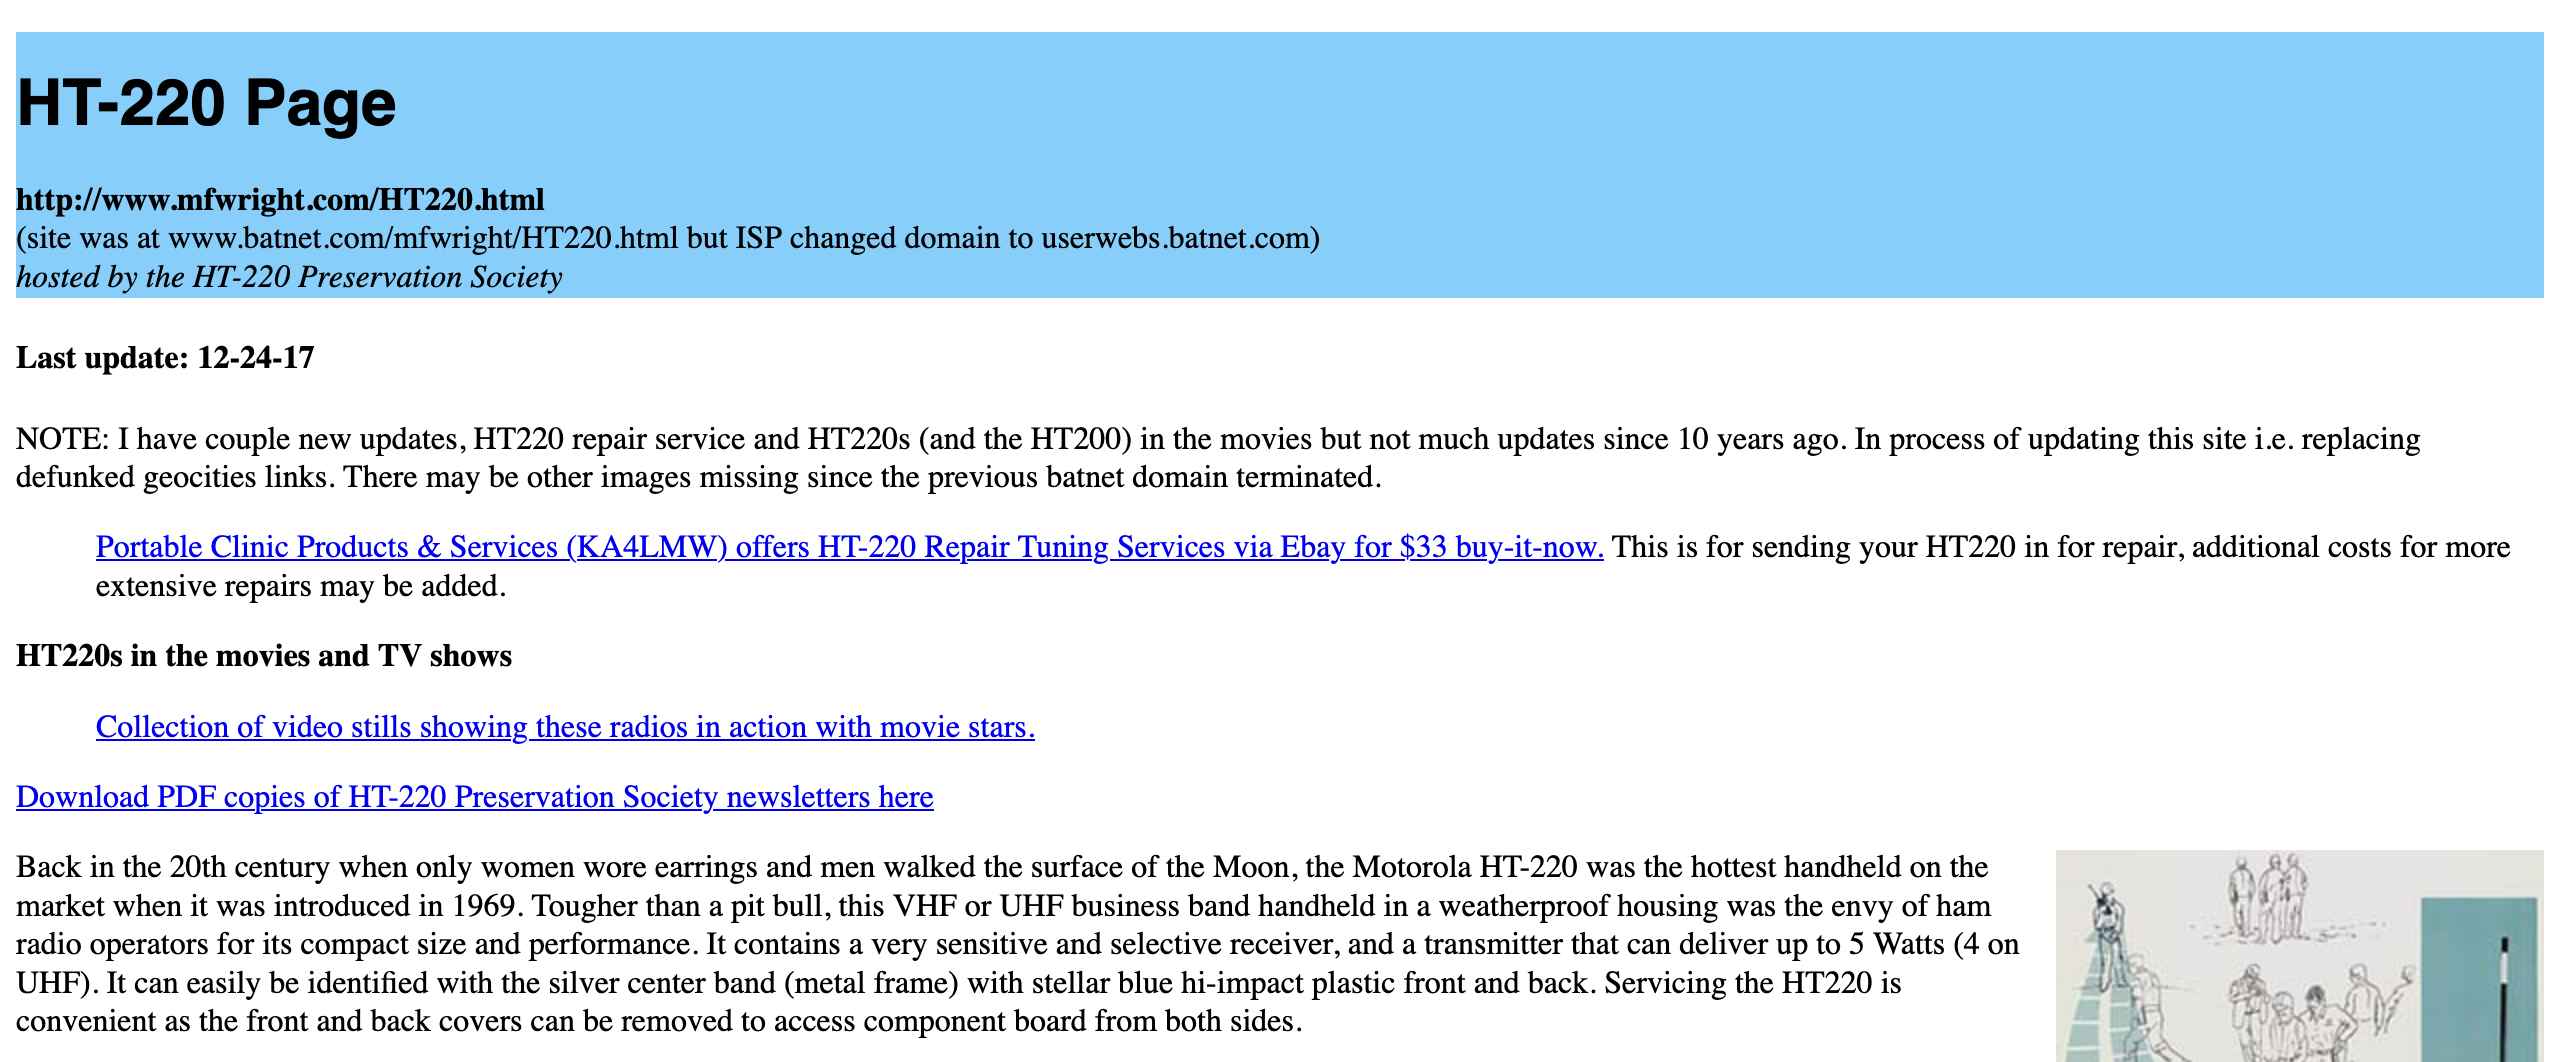 HT-220 Page
http://www.mfwright.com/HT220.html
(site was at www.batnet.com/mfwright/HT220.html but ISP changed domain to userwebs.batnet.com)
hosted by the HT-220 Preservation Society
Last update: 12-24-17
NOTE: I have couple new updates, HT220 repair service and HT220s (and the HT200) in the movies but not much updates since 10 years ago. In process of updating this site i.e. replacing
defunked geocities links. There may be other images missing since the previous batnet domain terminated.
Portable Clinic Products & Services (KA4LMW) offers HT-220 Repair Tuning Services via Ebay for $33 buy-it-now. This is for sending your HT220 in for repair, additional costs for more
extensive repairs may be added.
HT220s in the movies and TV shows
Collection of video stills showing these radios in action with movie stars.
Download PDF copies of HT-220 Preservation Society newsletters here
Back in the 20th century when only women wore earrings and men walked the surface of the Moon, the Motorola HT-220 was the hottest handheld on the
market when it was introduced in 1969. Tougher than a pit bull, this VHF or UHF business band handheld in a weatherproof housing was the envy of ham
radio operators for its compact size and performance. It contains a very sensitive and selective receiver, and a transmitter that can deliver up to 5 Watts (4 on
UHF). It can easily be identified with the silver center band (metal frame) with stellar blue hi-impact plastic front and back. Servicing the HT220 is
convenient as the front and back covers can be removed to access component board from both sides.